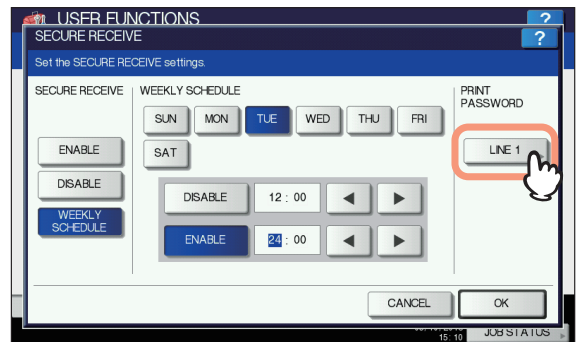 USER FUNCTIONS
?
SECURE RECEIVE
?
Set the SECURE RECEIVE settings.
SECURE RECEIVE
WEEKLY SCHEDULE
PRINT
PASSWORD
SUN MON TUE WED THU FRI
SAT
ENABLE
DISABLE
WEEKLY
SCHEDULE
DISABLE 12 : 00
ENABLE 24 : 00
LINE 1
CANCEL OK
15: 10 JOB STATUS